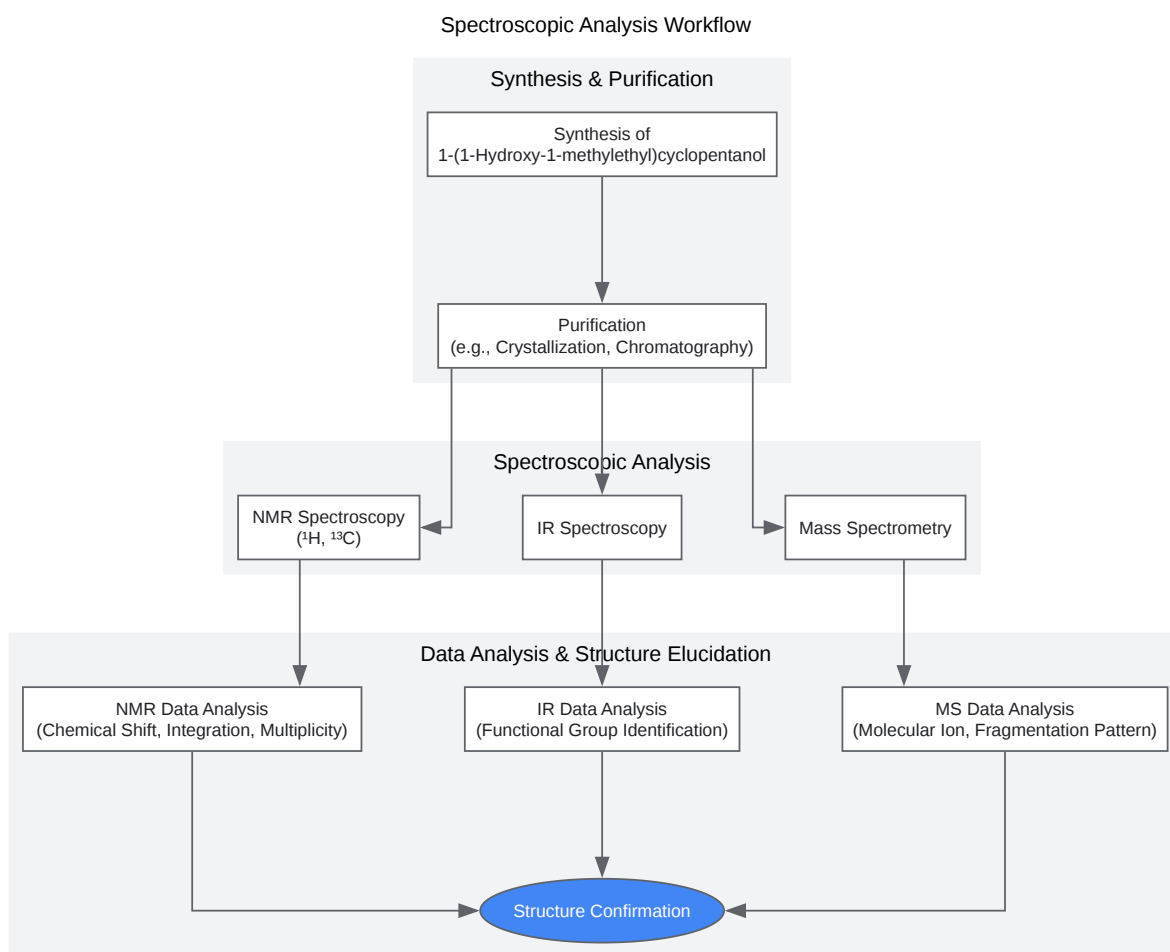 Spectroscopic Analysis Workflow
Synthesis & Purification
Synthesis of
1-(1-Hydroxy-1-methylethyl)cyclopentanol
Purification
(e.g., Crystallization, Chromatography)
Spectroscopic Analysis
NMR Spectroscopy
(¹H, ¹³C)
IR Spectroscopy
Mass Spectrometry
Data Analysis & Structure Elucidation
NMR Data Analysis
(Chemical Shift, Integration, Multiplicity)
IR Data Analysis
(Functional Group Identification)
MS Data Analysis
(Molecular Ion, Fragmentation Pattern)
Structure Confirmation